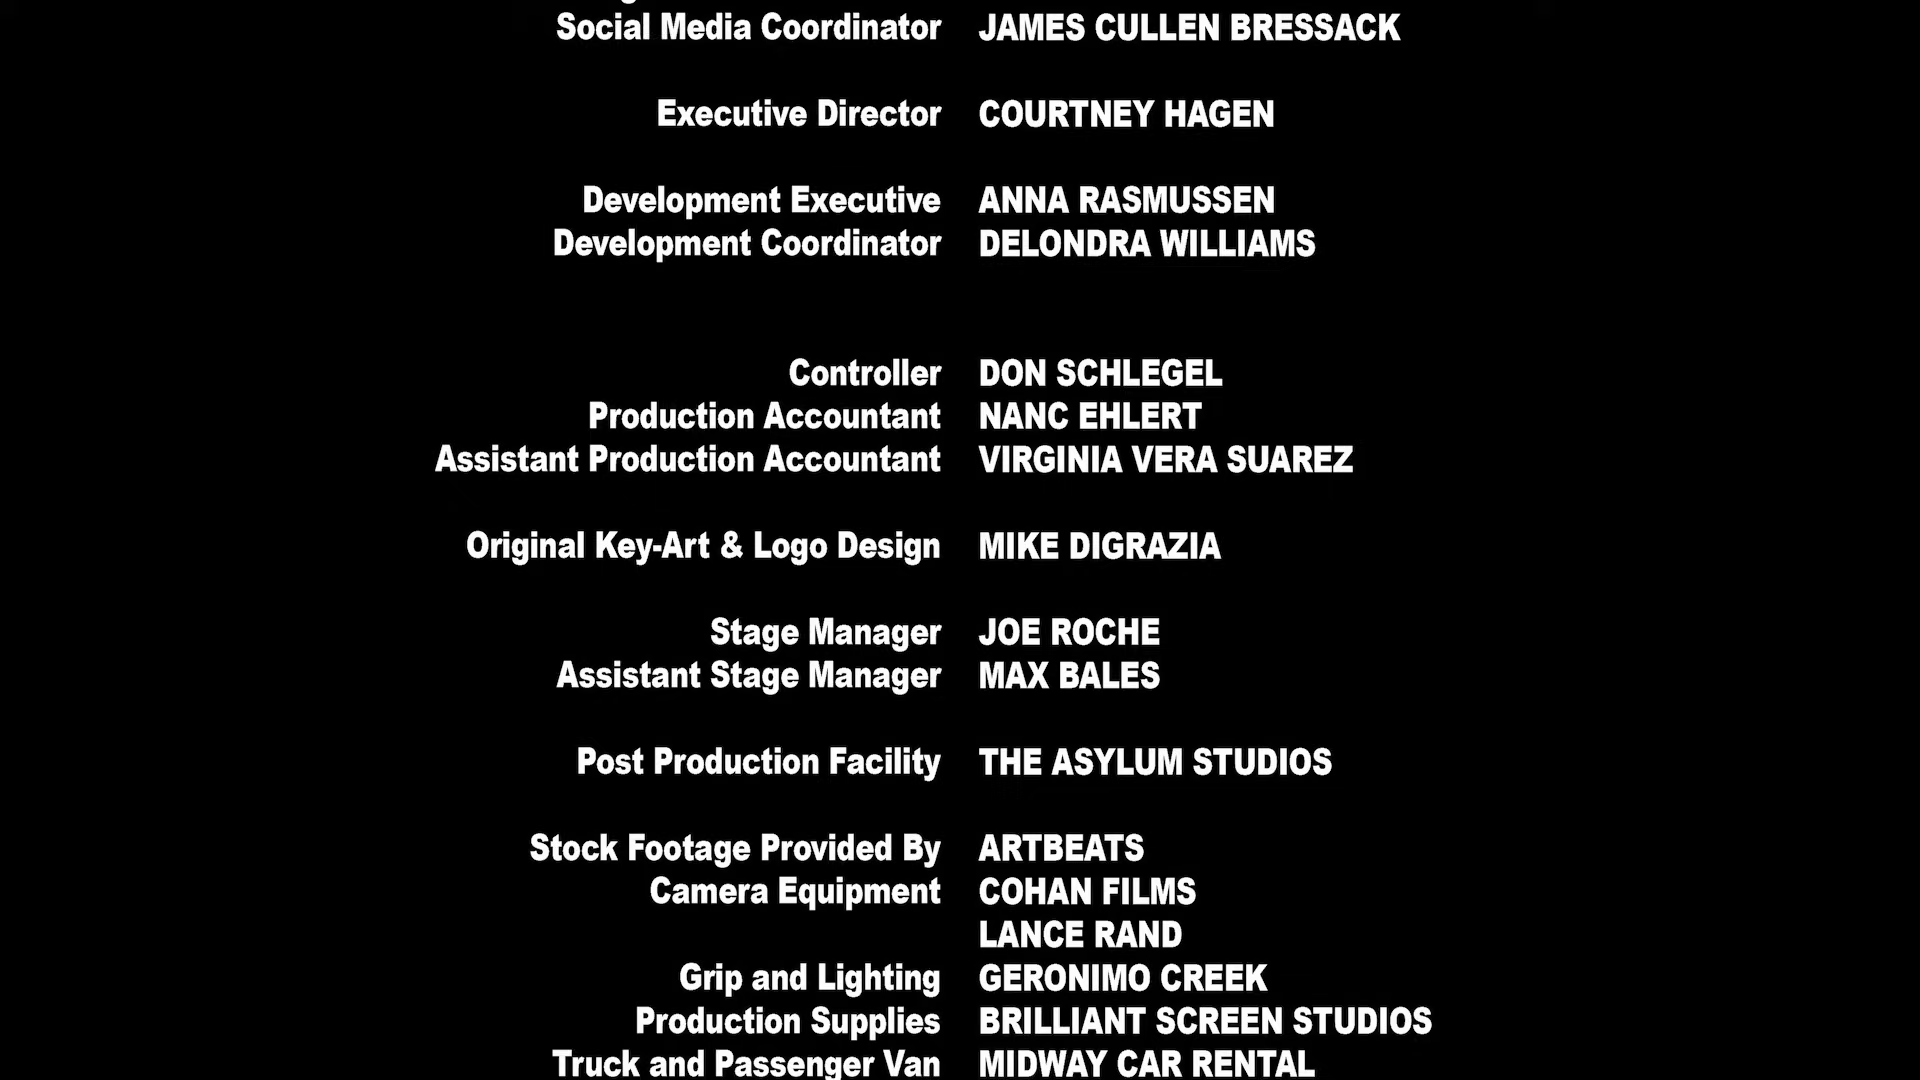 Social Media Coordinator JAMES CULLEN BRESSACK
Executive Director COURTNEY HAGEN
Development Executive ANNA RASMUSSEN
Development Coordinator DELONDRA WILLIAMS
Controller DON SCHLEGEL
Production Accountant NANC EHLERT
Assistant Production Accountant VIRGINIA VERA SUAREZ
Original Key-Art & Logo Design MIKE DIGRAZIA
Stage Manager JOE ROCHE
Assistant Stage Manager MAX BALES
Post Production Facility THE ASYLUM STUDIOS
Stock Footage Provided By ARTBEATS
Camera Equipment COHAN FILMS
LANCE RAND
Grip and Lighting GERONIMO CREEK
Production Supplies BRILLIANT SCREEN STUDIOS
Truck and Passenger Van MIDWAY CAR RENTAL